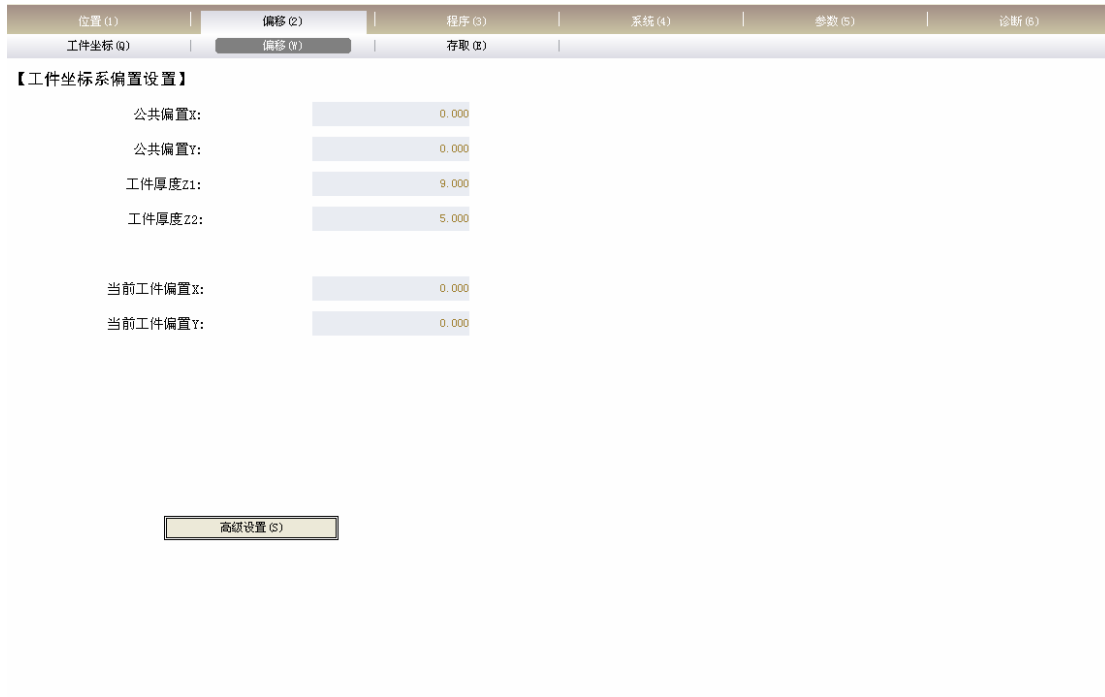 位置(1) 偏移(2) 程序(3) 系统(4) 参数(5) 诊断(6)
工件坐标(Q) 偏移(W) 存取(E)
【工件坐标系偏置设置】
公共偏置X: 0.000
公共偏置Y: 0.000
工件厚度Z1: 9.000
工件厚度Z2: 5.000
当前工件偏置X: 0.000
当前工件偏置Y: 0.000
高级设置(S)